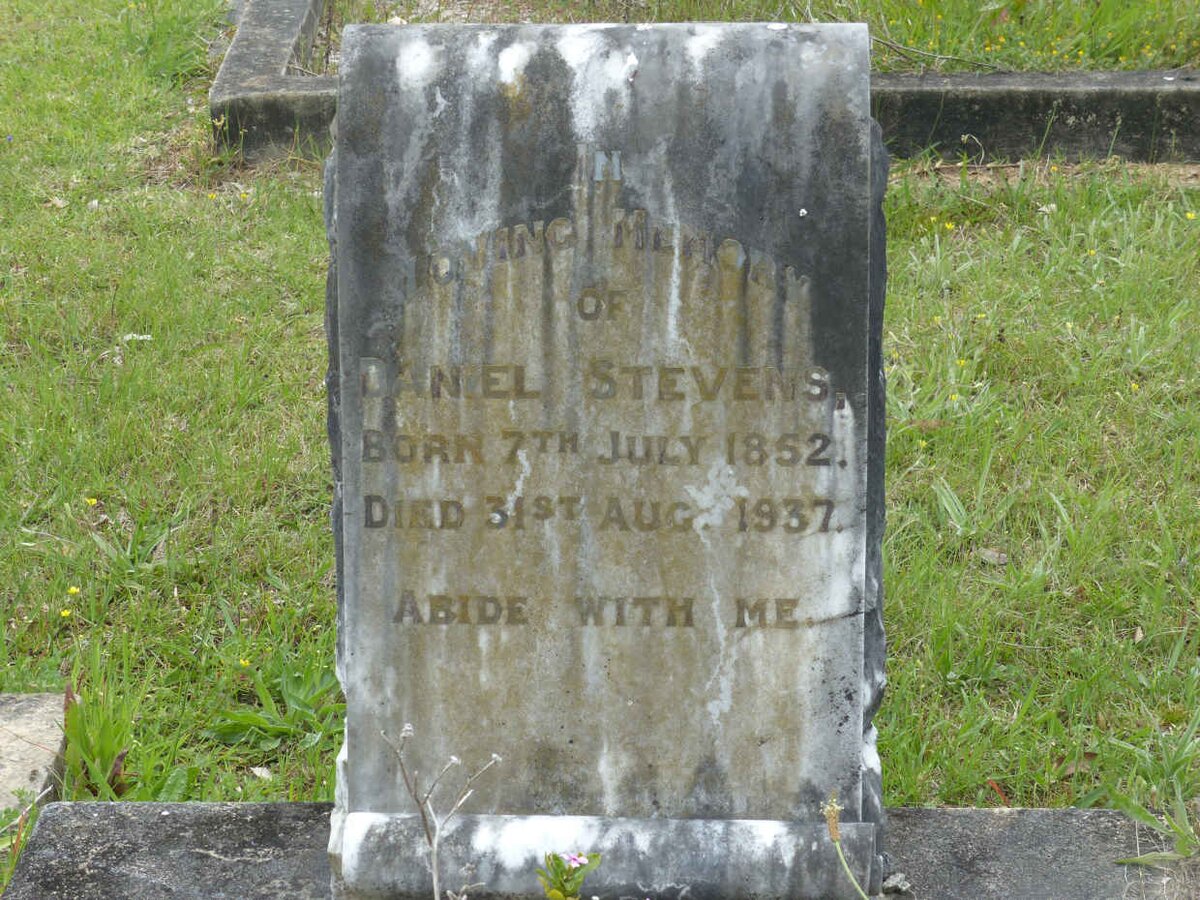 IN
LOVING MEMORY
OF
DANIEL STEVENS,
BORN 7TH JULY 1852.
DIED 31ST AUG. 1937.
ABIDE WITH ME.